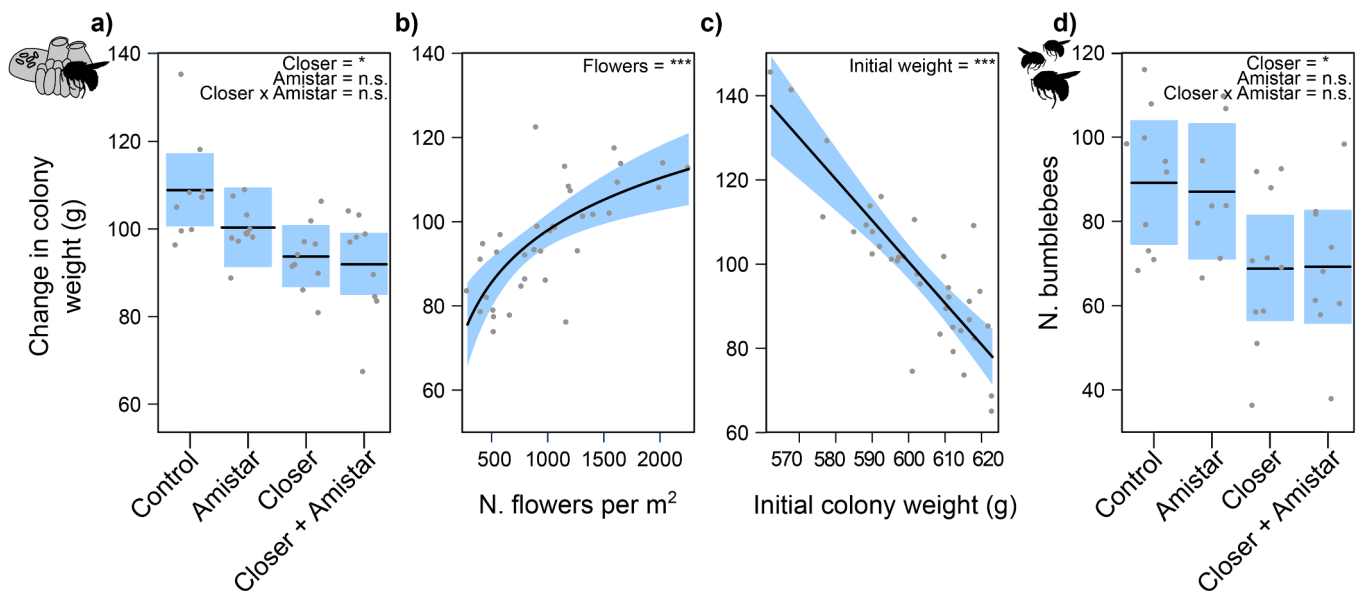 a)
Change in colony
weight (g)
140
120
100
80
60
Closer = *
Amistar = n.s.
Closer x Amistar = n.s.
Control
Amistar
Closer
Closer + Amistar
b)
140
120
100
80
60
Flowers = ***
500
1000
1500
2000
N. flowers per m²
c)
140
120
100
80
60
Initial weight = ***
570
580
590
600
610
620
Initial colony weight (g)
d)
N. bumblebees
120
100
80
60
40
Closer = *
Amistar = n.s.
Closer x Amistar = n.s.
Control
Amistar
Closer
Closer + Amistar